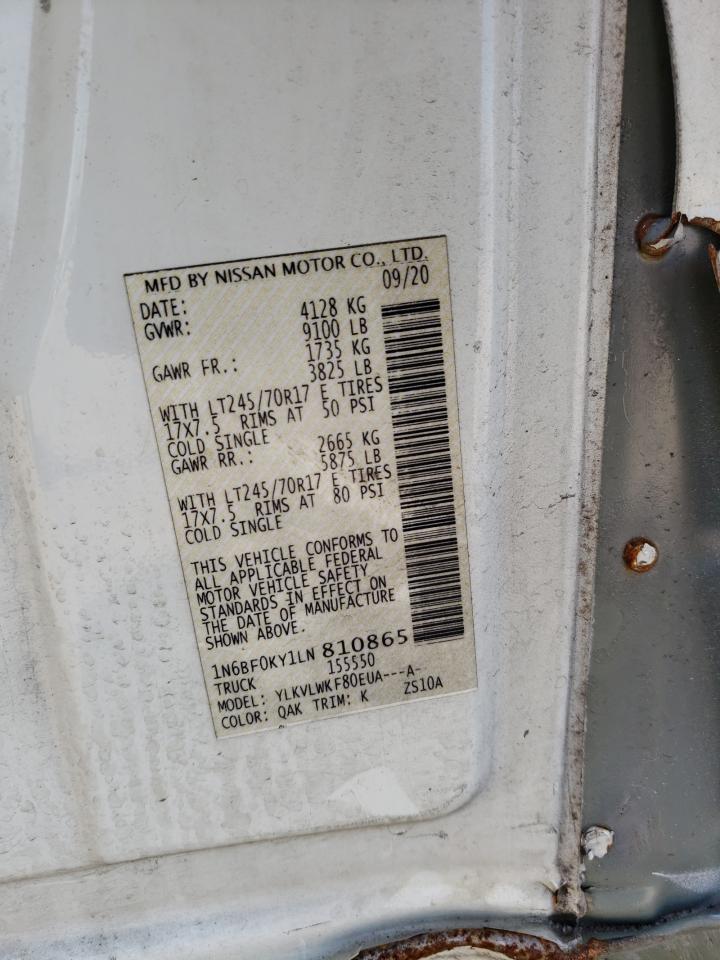 MFD BY NISSAN MOTOR CO., LTD.
DATE: 09/20
GVWR: 4128 KG
9100 LB
GAWR FR.: 1735 KG
3825 LB
WITH LT245/70R17 E TIRES
17X7.5 RIMS AT 50 PSI
COLD SINGLE
GAWR RR.: 2665 KG
5875 LB
WITH LT245/70R17 E TIRES
17X7.5 RIMS AT 80 PSI
COLD SINGLE
THIS VEHICLE CONFORMS TO
ALL APPLICABLE FEDERAL
MOTOR VEHICLE SAFETY
STANDARDS IN EFFECT ON
THE DATE OF MANUFACTURE
SHOWN ABOVE.
1N6BF0KY1LN 810865
TRUCK 155550
MODEL: YLKVLWKF80EUA---A-
COLOR: QAK TRIM: K ZS10A